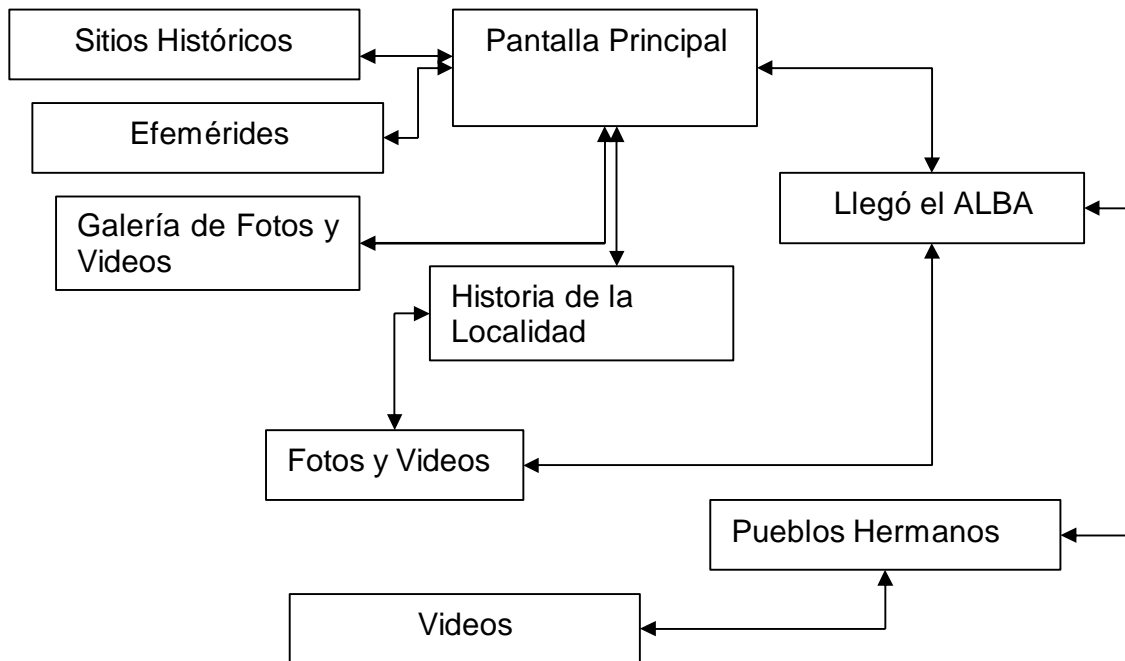 Sitios Históricos
Pantalla Principal
Efemérides
Llegó el ALBA
Galería de Fotos y
Videos
Historia de la
Localidad
Fotos y Videos
Pueblos Hermanos
Videos